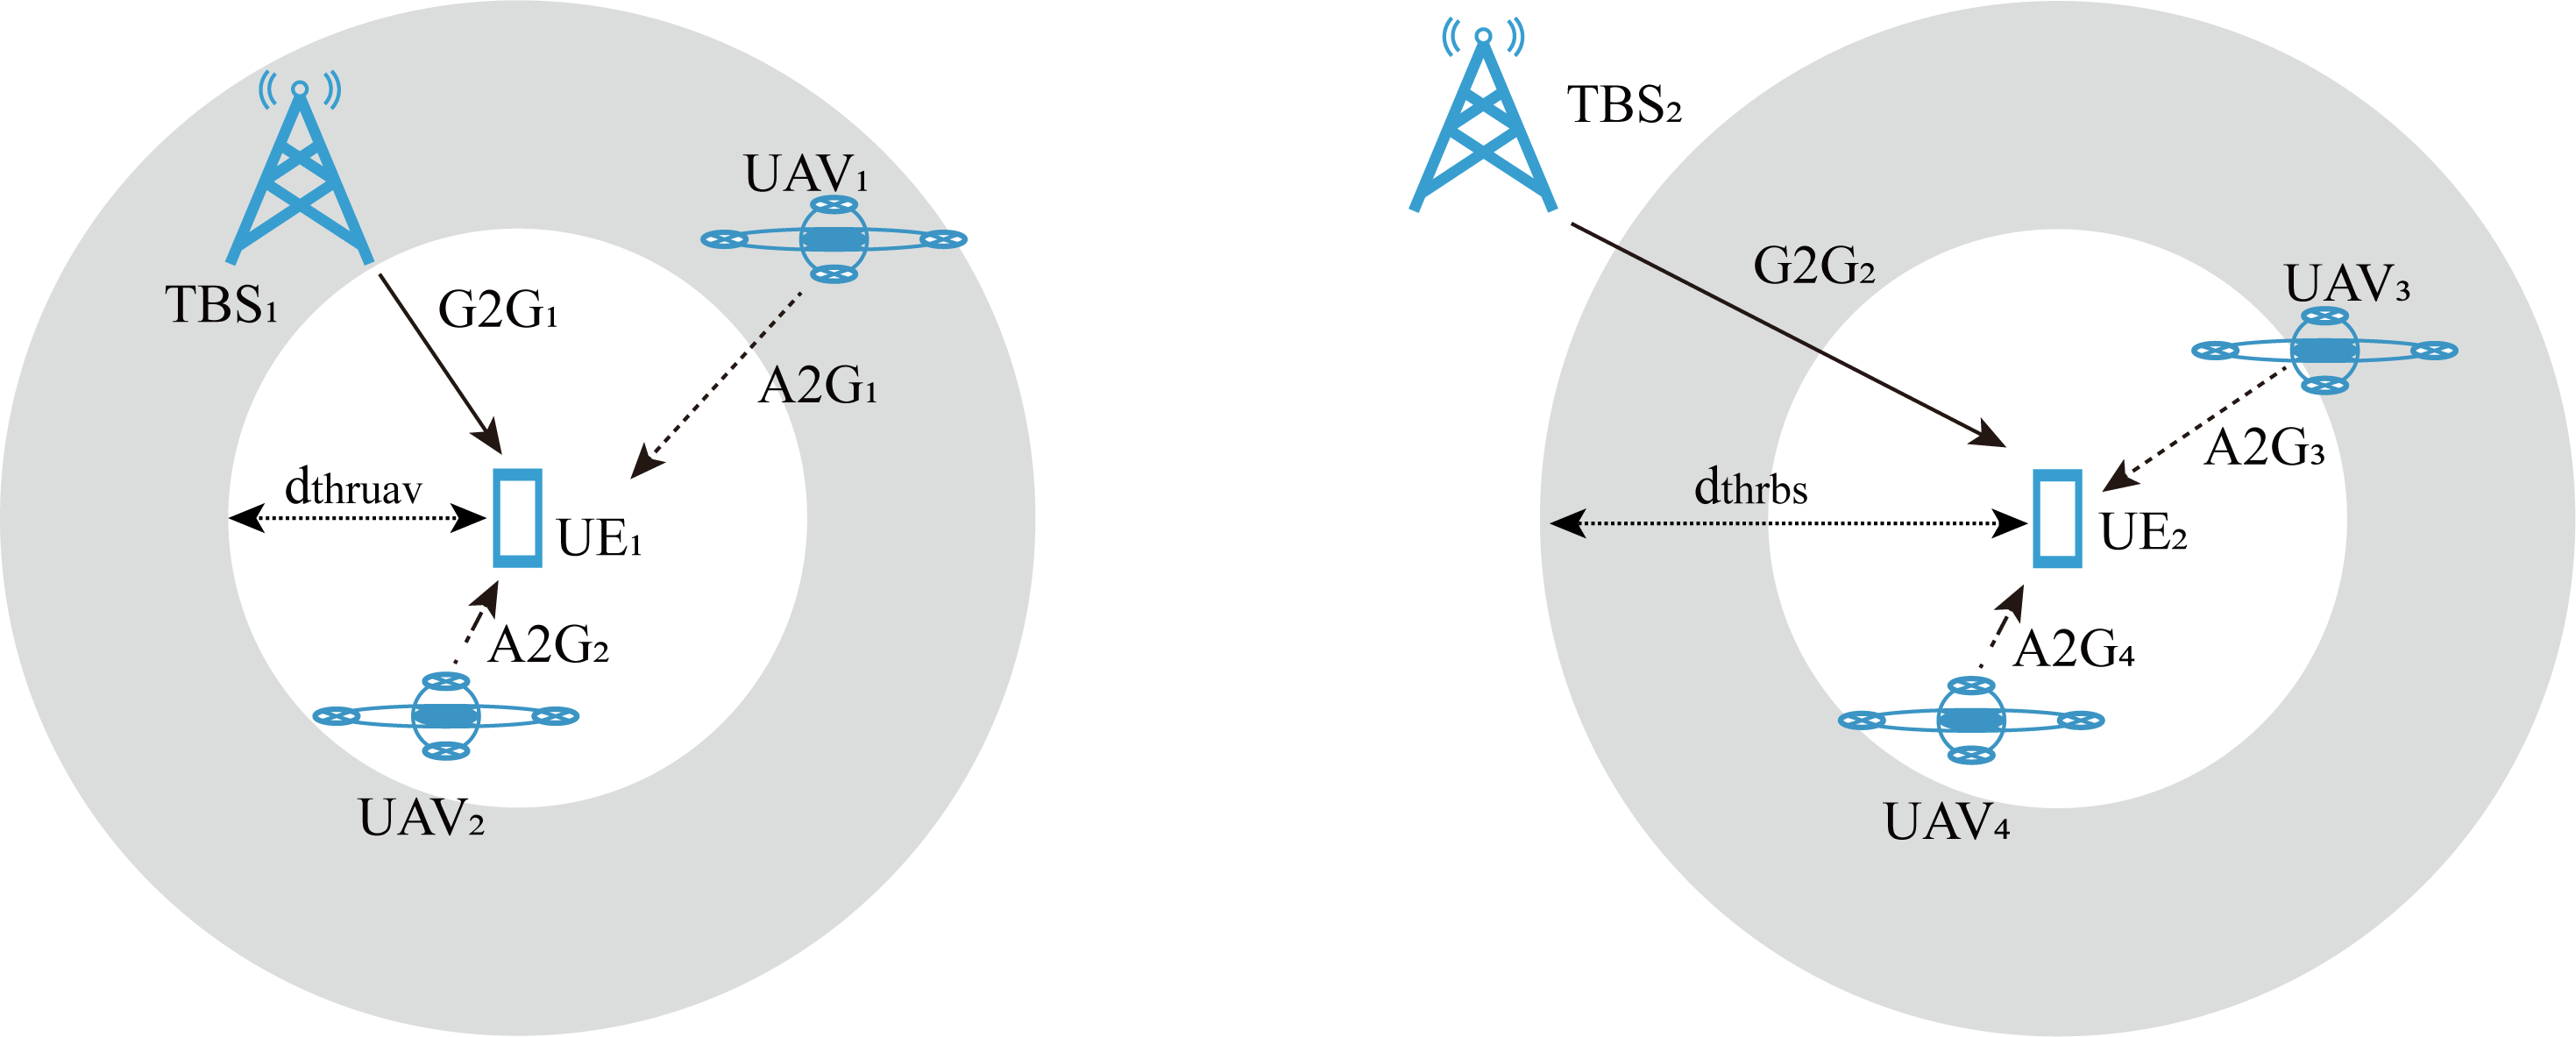 TBS₁
G2G₁
UAV₁
A2G₁
dthruav
UE₁
A2G₂
UAV₂
TBS₂
G2G₂
UAV₃
A2G₃
dthrbs
UE₂
A2G₄
UAV₄